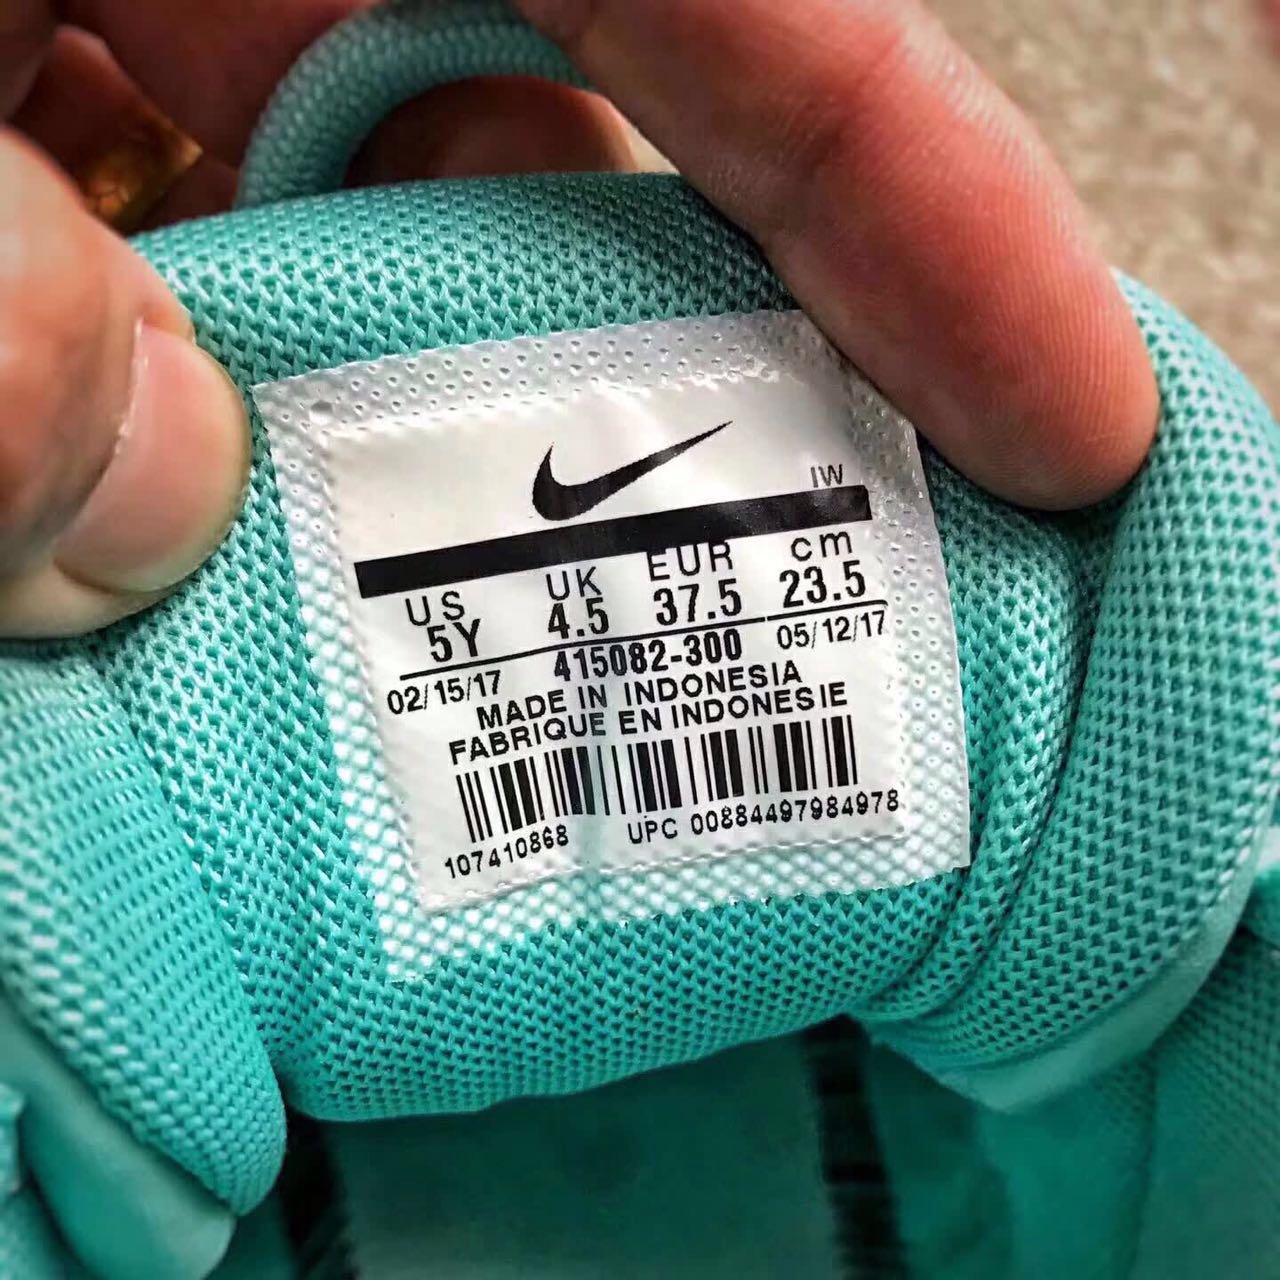 IW
US UK EUR cm
5Y 4.5 37.5 23.5
02/15/17 415082-300 05/12/17
MADE IN INDONESIA
FABRIQUE EN INDONESIE
107410868 UPC 00884497984978